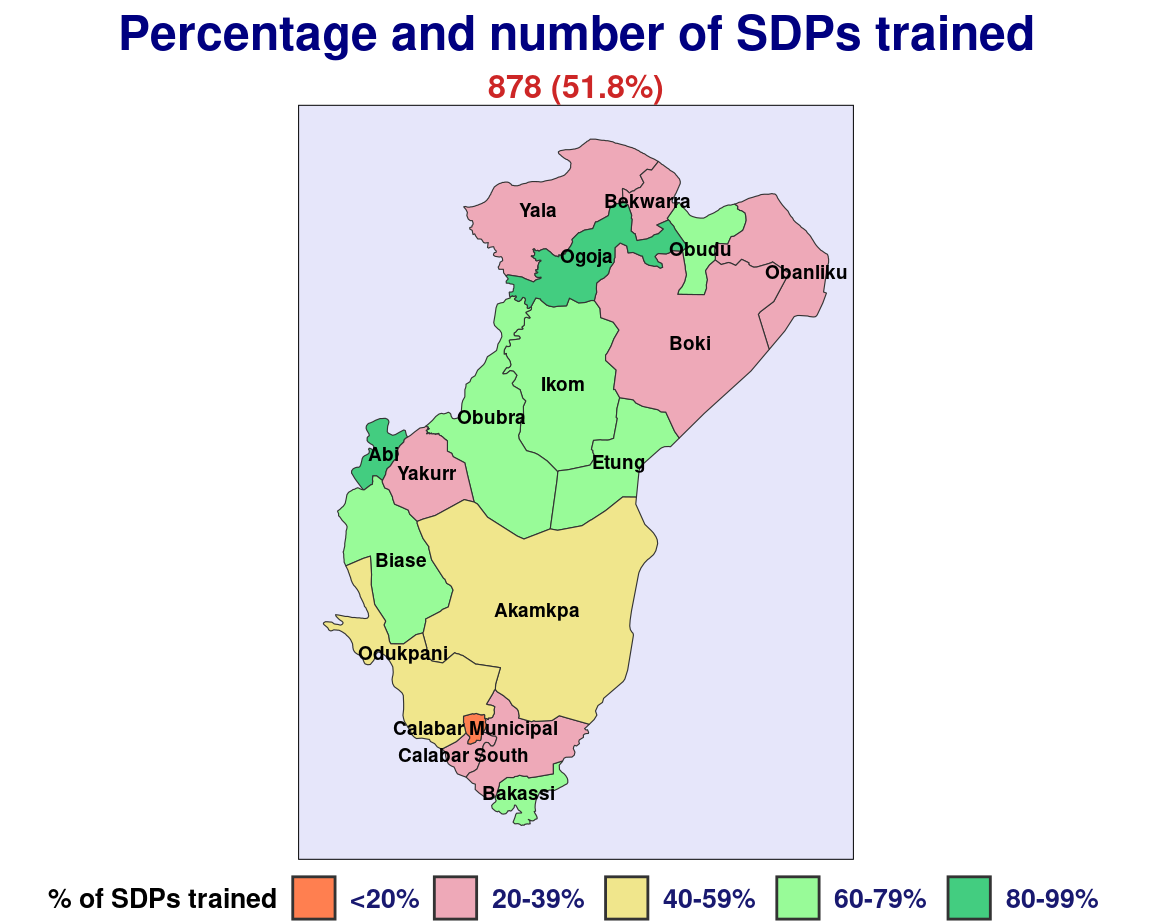 Percentage and number of SDPs trained
878 (51.8%)
Yala
Bekwarra
Ogoja
Obudu
Obanliku
Boki
Ikom
Obubra
Abi
Etung
Yakurr
Biase
Akamkpa
Odukpani
Calabar Municipal
Calabar South
Bakassi
% of SDPs trained <20% 20-39% 40-59% 60-79% 80-99%